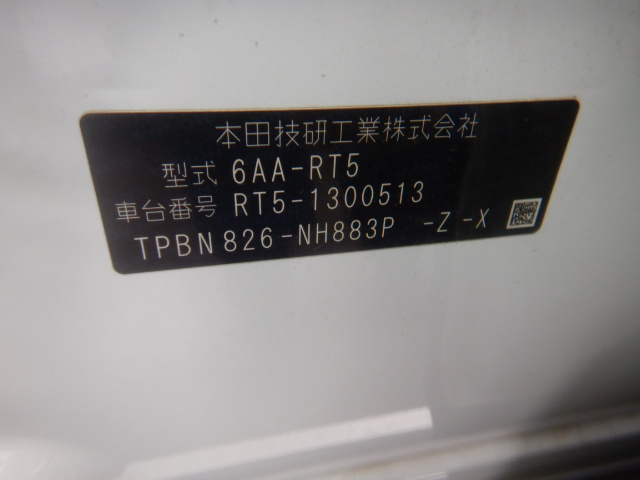 本田技研工業株式会社
型式 6AA-RT5
車台番号 RT5-1300513
TPBN826-NH883P -Z -X